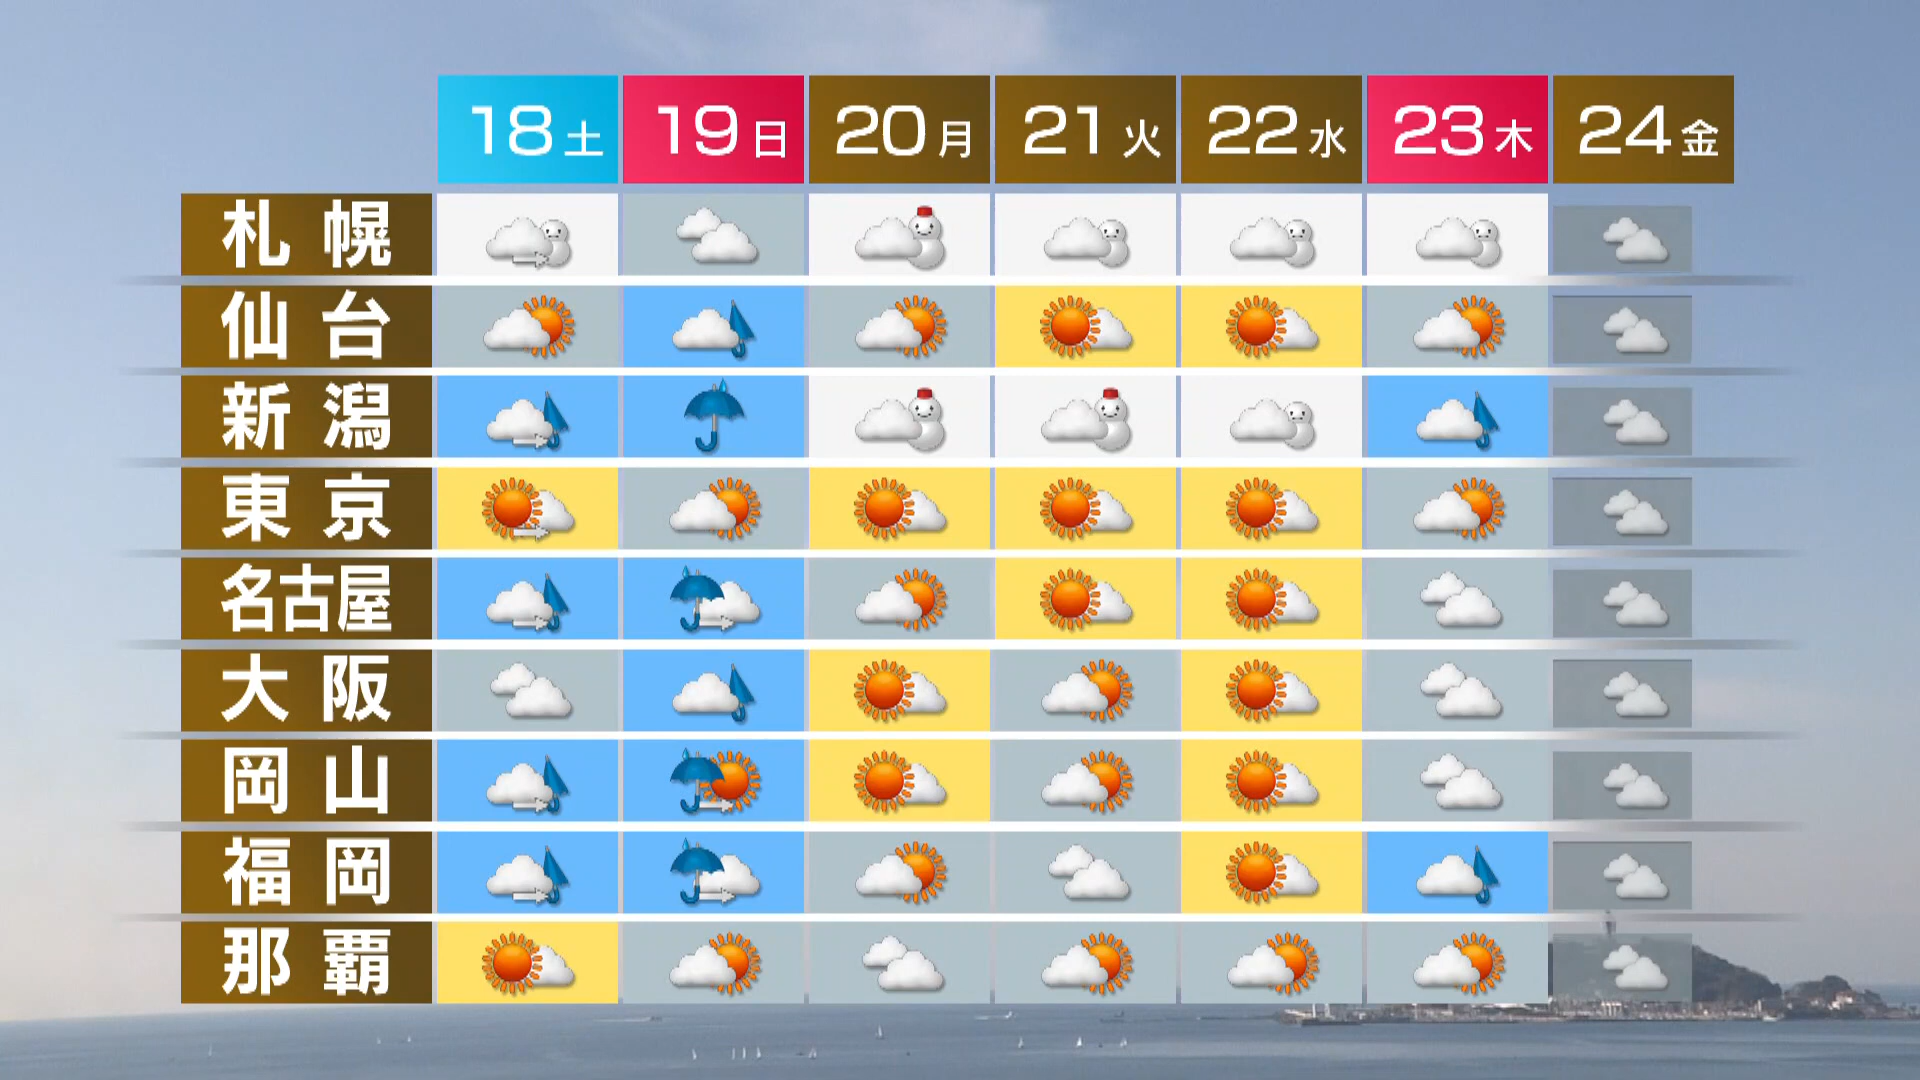 18土 19日 20月 21火 22水 23木 24金
札幌
仙台
新潟
東京
名古屋
大阪
岡山
福岡
那覇